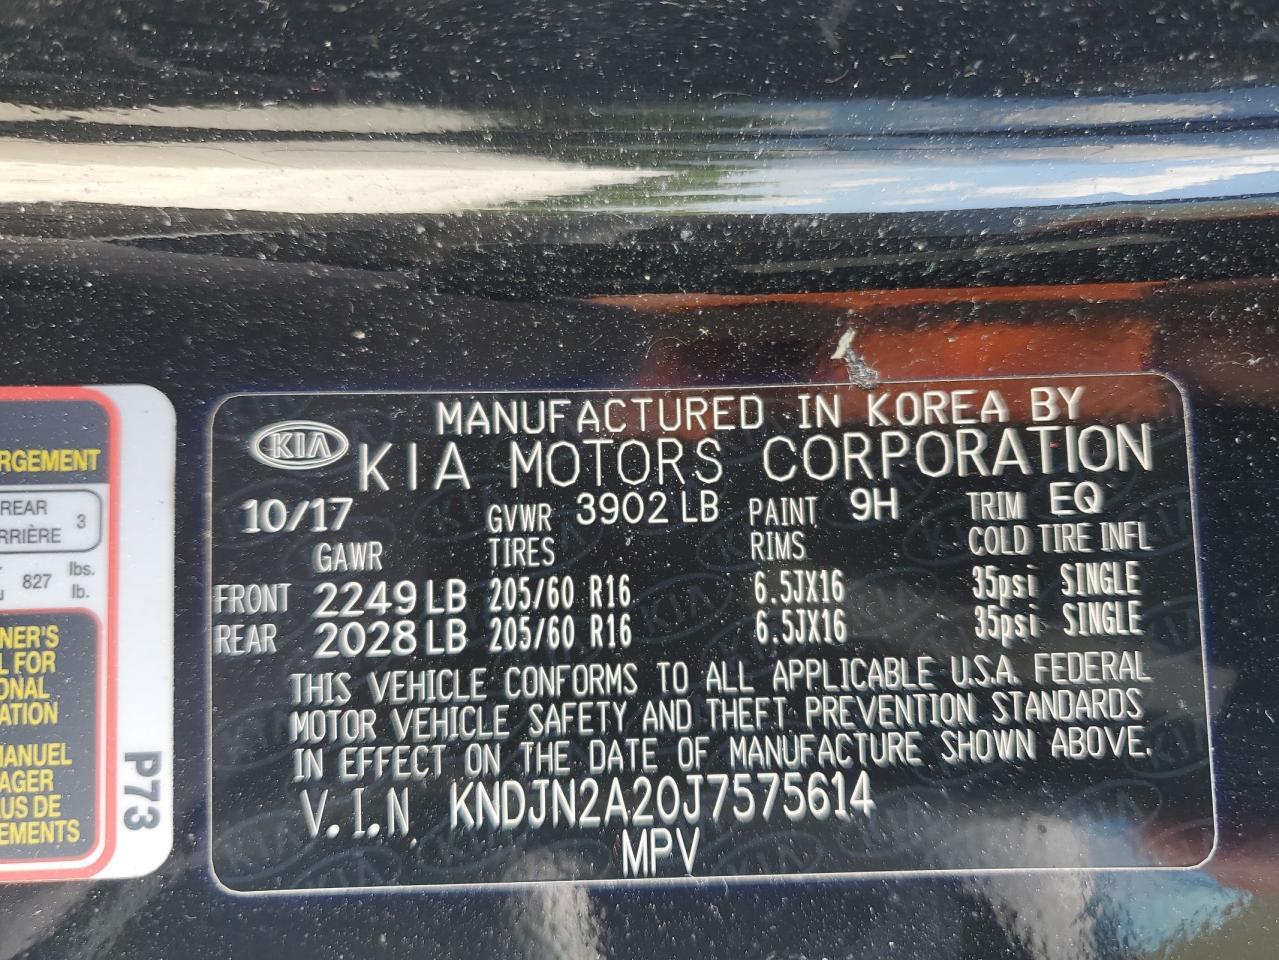 MANUFACTURED IN KOREA BY
KIA KIA MOTORS CORPORATION
10/17 GVWR 3902 LB PAINT 9H TRIM EQ
GAWR TIRES RIMS COLD TIRE INFL
FRONT 2249 LB 205/60 R16 6.5JX16 35psi SINGLE
REAR 2028 LB 205/60 R16 6.5JX16 35psi SINGLE
THIS VEHICLE CONFORMS TO ALL APPLICABLE U.S.A. FEDERAL
MOTOR VEHICLE SAFETY AND THEFT PREVENTION STANDARDS
IN EFFECT ON THE DATE OF MANUFACTURE SHOWN ABOVE.
V.I.N KNDJN2A20J7575614
MPV
RGEMENT
REAR
RRIÈRE 3
827 lbs.
lb.
NER'S
L FOR
ONAL
ATION
MANUEL
AGER
US DE
EMENTS
P73